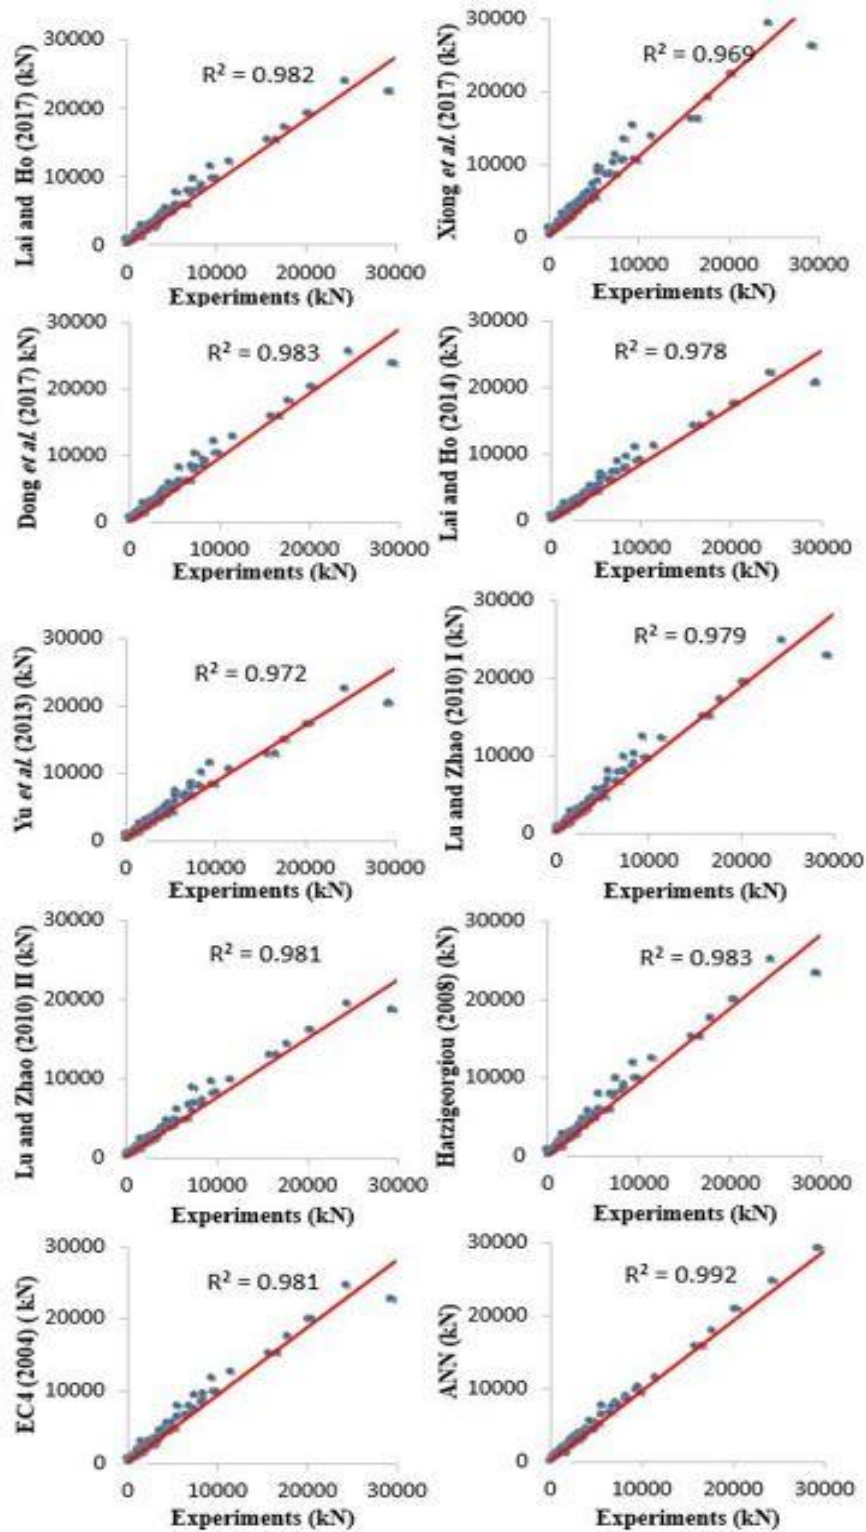 Lai and Ho (2017) (kN)
30000
20000
10000
0
R² = 0.982
0 10000 20000 30000
Experiments (kN)
Xiong et al. (2017) (kN)
30000
20000
10000
0
R² = 0.969
0 10000 20000 30000
Experiments (kN)
Dong et al. (2017) kN)
30000
20000
10000
0
R² = 0.983
0 10000 20000 30000
Experiments (kN)
Lai and Ho (2014) (kN)
30000
20000
10000
0
R² = 0.978
0 10000 20000 30000
Experiments (kN)
Yu et al. (2013) (kN)
30000
20000
10000
0
R² = 0.972
0 10000 20000 30000
Experiments (kN)
Lu and Zhao (2010) I (kN)
30000
20000
10000
0
R² = 0.979
0 10000 20000 30000
Experiments (kN)
Lu and Zhao (2010) II (kN)
30000
20000
10000
0
R² = 0.981
0 10000 20000 30000
Experiments (kN)
Hatzigeorgiou (2008) (kN)
30000
20000
10000
0
R² = 0.983
0 10000 20000 30000
Experiments (kN)
EC4 (2004) ( kN)
30000
20000
10000
0
R² = 0.981
0 10000 20000 30000
Experiments (kN)
ANN (kN)
30000
20000
10000
0
R² = 0.992
0 10000 20000 30000
Experiments (kN)